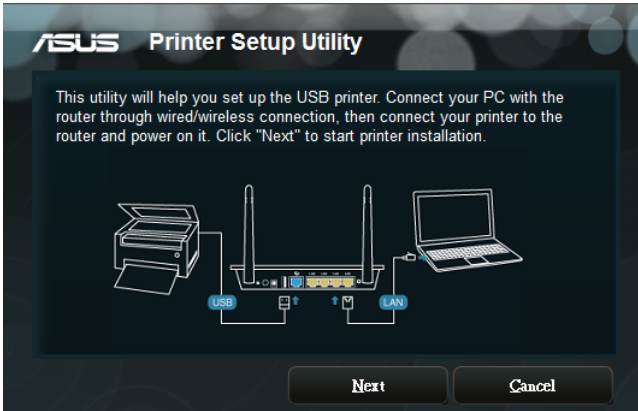 ASUS Printer Setup Utility
This utility will help you set up the USB printer. Connect your PC with the
router through wired/wireless connection, then connect your printer to the
router and power on it. Click "Next" to start printer installation.
USB
LAN
Next
Cancel